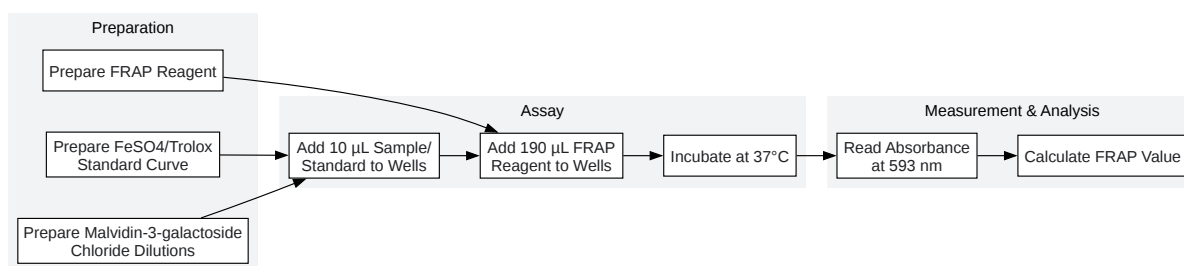 Preparation
Prepare FRAP Reagent
Prepare FeSO4/Trolox
Standard Curve
Prepare Malvidin-3-galactoside
Chloride Dilutions
Assay
Add 10 µL Sample/
Standard to Wells
Add 190 µL FRAP
Reagent to Wells
Incubate at 37°C
Measurement & Analysis
Read Absorbance
at 593 nm
Calculate FRAP Value